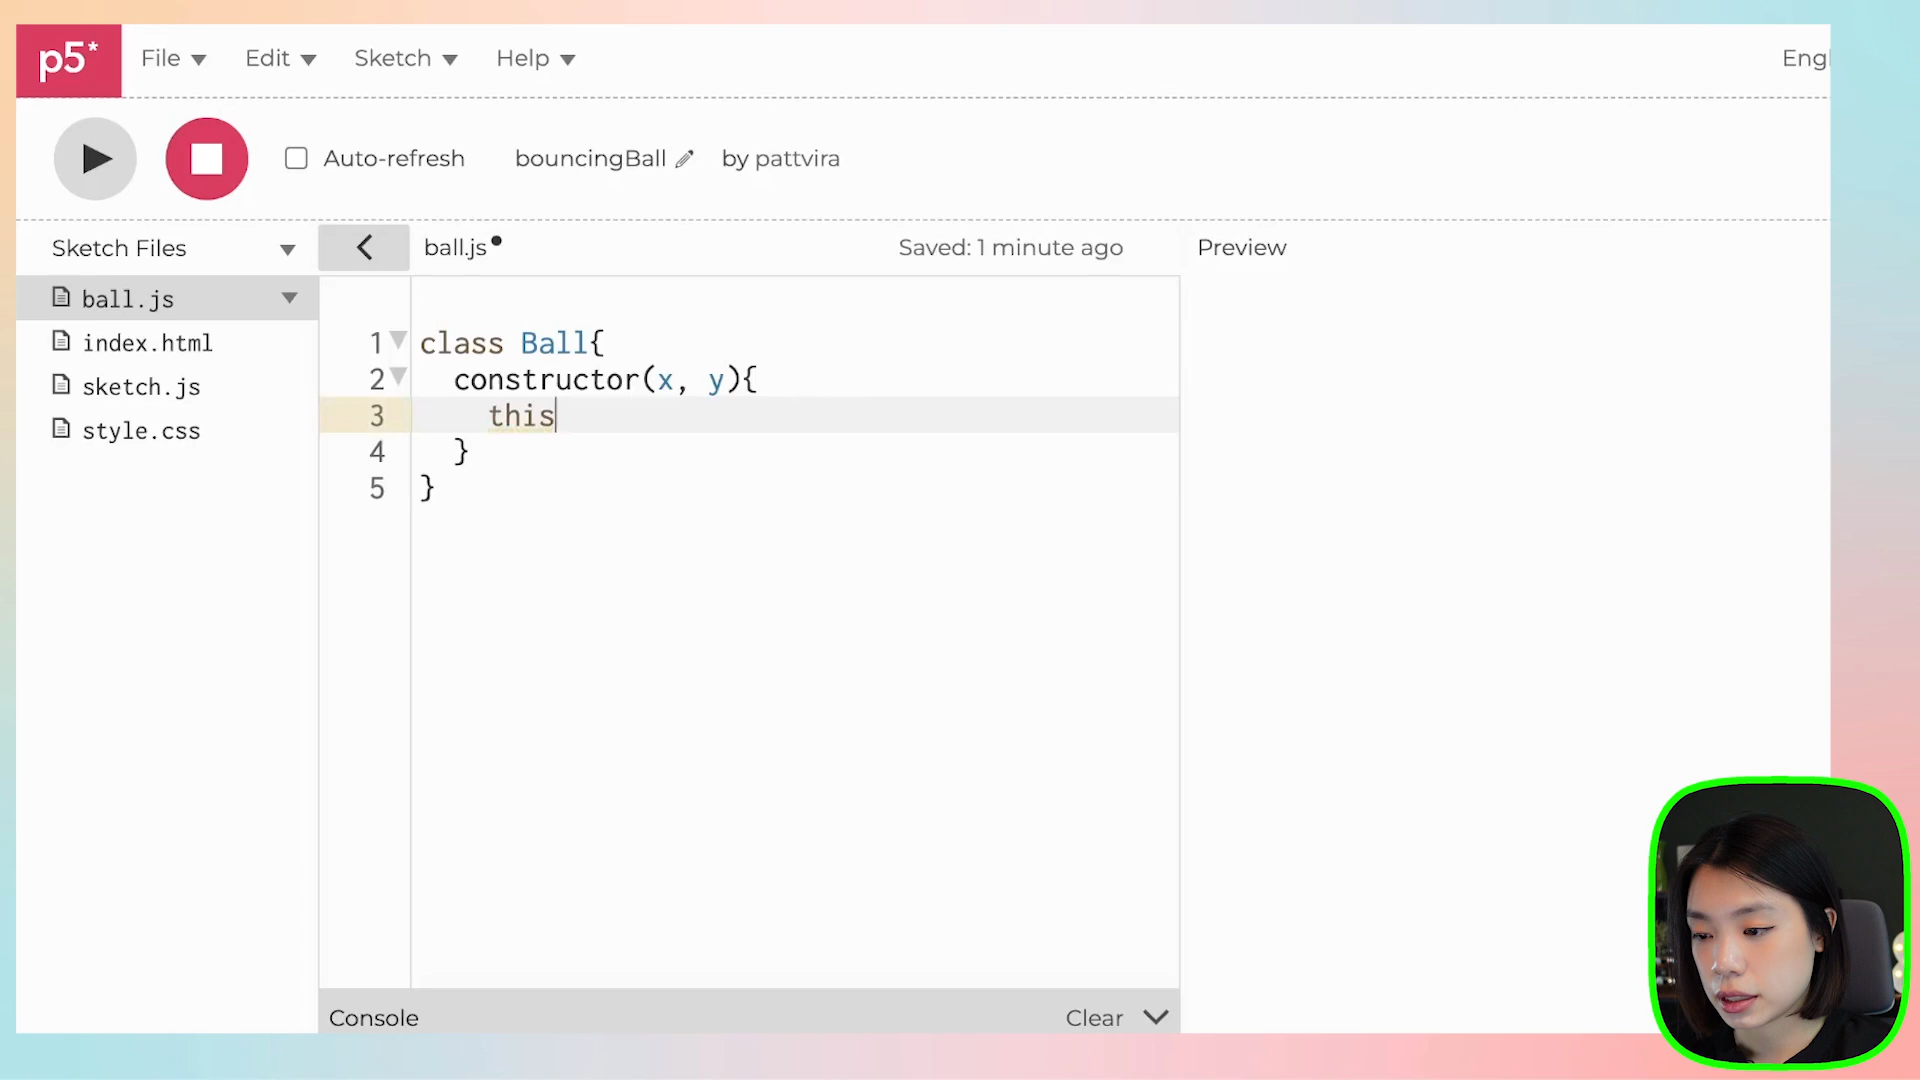 p5* File Edit Sketch Help Engl
Auto-refresh bouncingBall by pattvira
Sketch Files ball.js Saved: 1 minute ago Preview
ball.js
index.html
sketch.js
style.css
1 class Ball{
2 constructor(x, y){
3 this
4 }
5 }
Console Clear